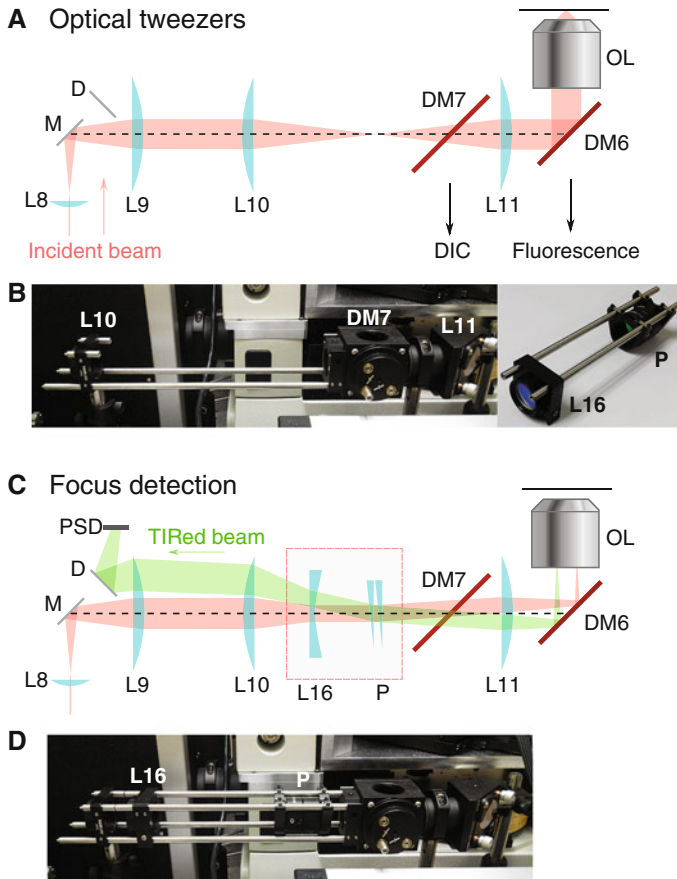 A Optical tweezers
OL
D
DM7
M
DM6
L8
L9
L10
L11
Incident beam
DIC
Fluorescence
B
L10
DM7
L11
P
L16
C Focus detection
PSD
TIRed beam
OL
D
DM7
M
DM6
L8
L9
L10
L16
P
L11
D
L16
P